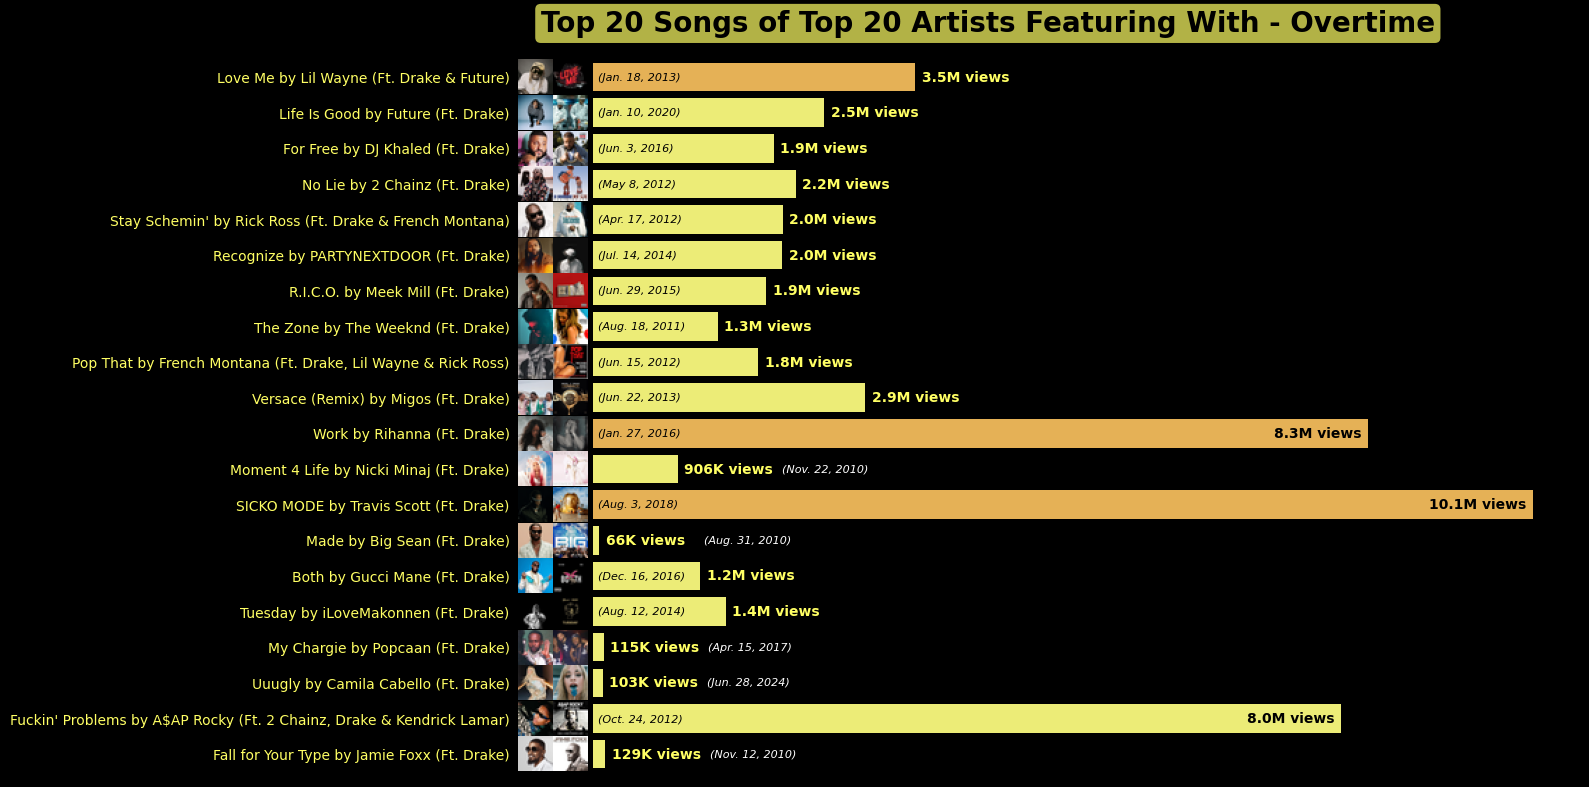 Top 20 Songs of Top 20 Artists Featuring With - Overtime
Love Me by Lil Wayne (Ft. Drake & Future) (Jan. 18, 2013) 3.5M views
Life Is Good by Future (Ft. Drake) (Jan. 10, 2020) 2.5M views
For Free by DJ Khaled (Ft. Drake) (Jun. 3, 2016) 1.9M views
No Lie by 2 Chainz (Ft. Drake) (May 8, 2012) 2.2M views
Stay Schemin' by Rick Ross (Ft. Drake & French Montana) (Apr. 17, 2012) 2.0M views
Recognize by PARTYNEXTDOOR (Ft. Drake) (Jul. 14, 2014) 2.0M views
R.I.C.O. by Meek Mill (Ft. Drake) (Jun. 29, 2015) 1.9M views
The Zone by The Weeknd (Ft. Drake) (Aug. 18, 2011) 1.3M views
Pop That by French Montana (Ft. Drake, Lil Wayne & Rick Ross) (Jun. 15, 2012) 1.8M views
Versace (Remix) by Migos (Ft. Drake) (Jun. 22, 2013) 2.9M views
Work by Rihanna (Ft. Drake) (Jan. 27, 2016) 8.3M views
Moment 4 Life by Nicki Minaj (Ft. Drake) 906K views (Nov. 22, 2010)
SICKO MODE by Travis Scott (Ft. Drake) (Aug. 3, 2018) 10.1M views
Made by Big Sean (Ft. Drake) BIG 66K views (Aug. 31, 2010)
Both by Gucci Mane (Ft. Drake) (Dec. 16, 2016) 1.2M views
Tuesday by iLoveMakonnen (Ft. Drake) (Aug. 12, 2014) 1.4M views
My Chargie by Popcaan (Ft. Drake) 115K views (Apr. 15, 2017)
Uuugly by Camila Cabello (Ft. Drake) 103K views (Jun. 28, 2024)
Fuckin' Problems by A$AP Rocky (Ft. 2 Chainz, Drake & Kendrick Lamar) (Oct. 24, 2012) 8.0M views
Fall for Your Type by Jamie Foxx (Ft. Drake) 129K views (Nov. 12, 2010)